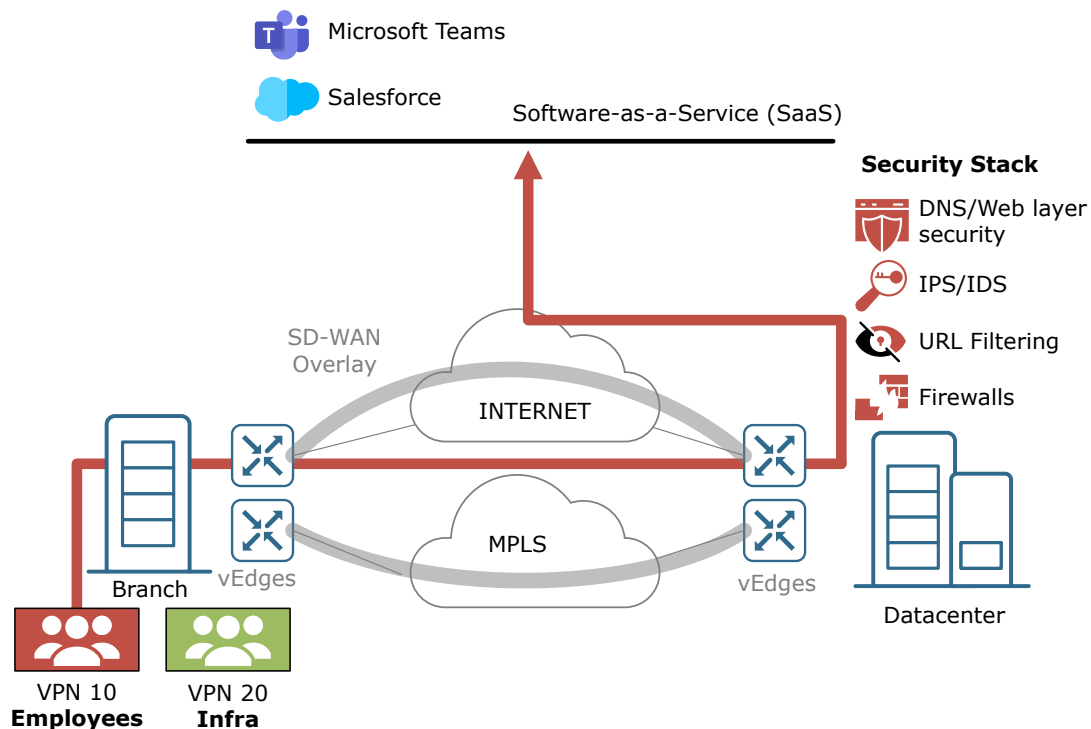 Microsoft Teams
T
Salesforce
Software-as-a-Service (SaaS)
Security Stack
DNS/Web layer
security
IPS/IDS
URL Filtering
Firewalls
SD-WAN
Overlay
INTERNET
MPLS
vEdges
vEdges
Branch
Datacenter
VPN 10
Employees
VPN 20
Infra